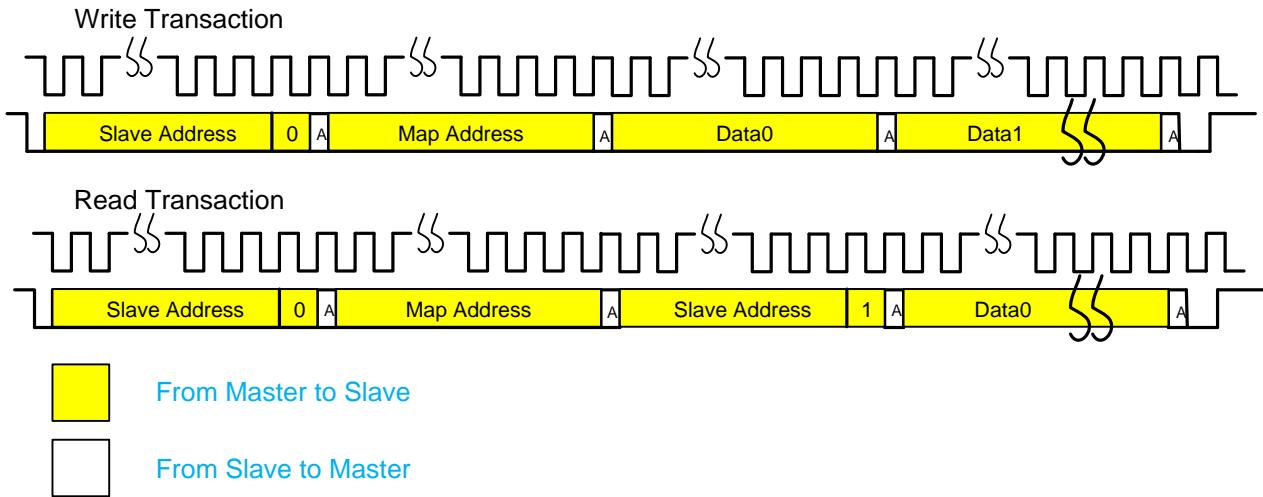 Write Transaction
Slave Address 0 A Map Address A Data0 A Data1 A
Read Transaction
Slave Address 0 A Map Address A Slave Address 1 A Data0 A
From Master to Slave
From Slave to Master